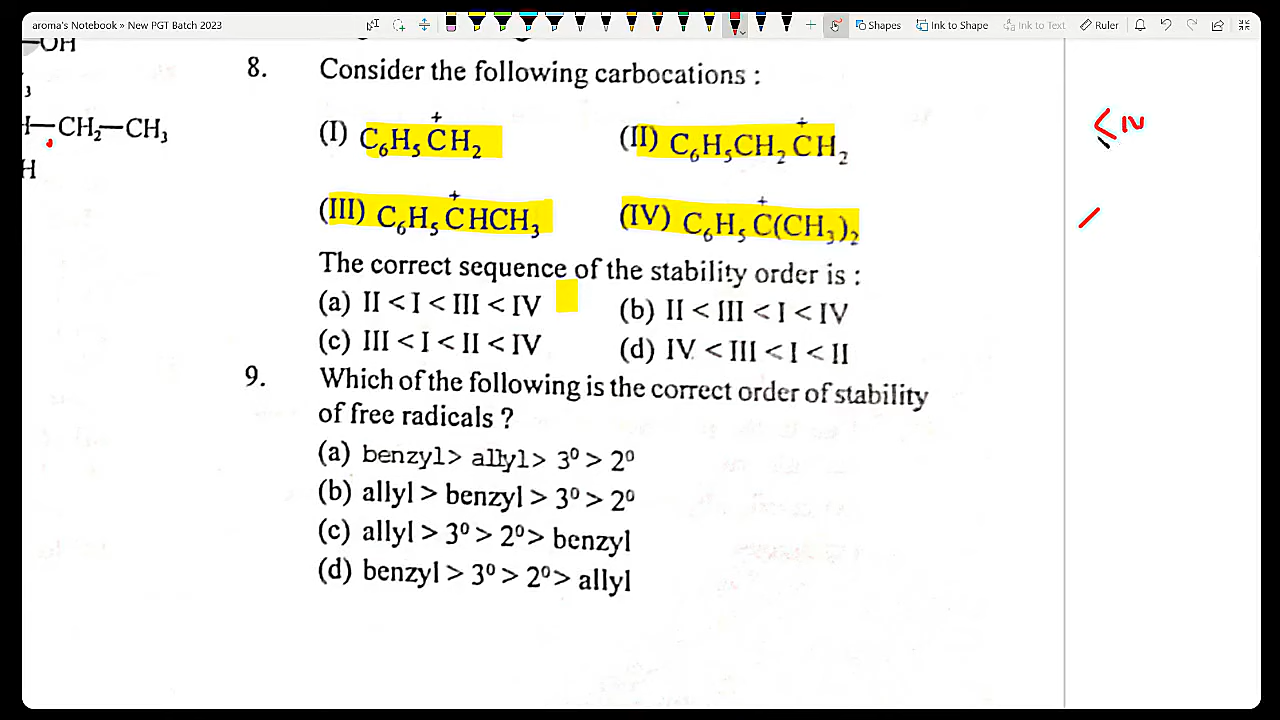 aroma's Notebook » New PGT Batch 2023
Shapes Ink to Shape Ink to Text Ruler
—OH
3
H—CH₂—CH₃
H
8. Consider the following carbocations :
(I) C₆H₅C⁺H₂ (II) C₆H₅CH₂C⁺H₂
(III) C₆H₅C⁺HCH₃ (IV) C₆H₅C⁺(CH₃)₂
< IV
The correct sequence of the stability order is :
(a) II < I < III < IV (b) II < III < I < IV
(c) III < I < II < IV (d) IV < III < I < II
9. Which of the following is the correct order of stability
of free radicals ?
(a) benzyl> allyl> 3⁰ > 2⁰
(b) allyl > benzyl > 3⁰ > 2⁰
(c) allyl > 3⁰ > 2⁰> benzyl
(d) benzyl > 3⁰ > 2⁰> allyl